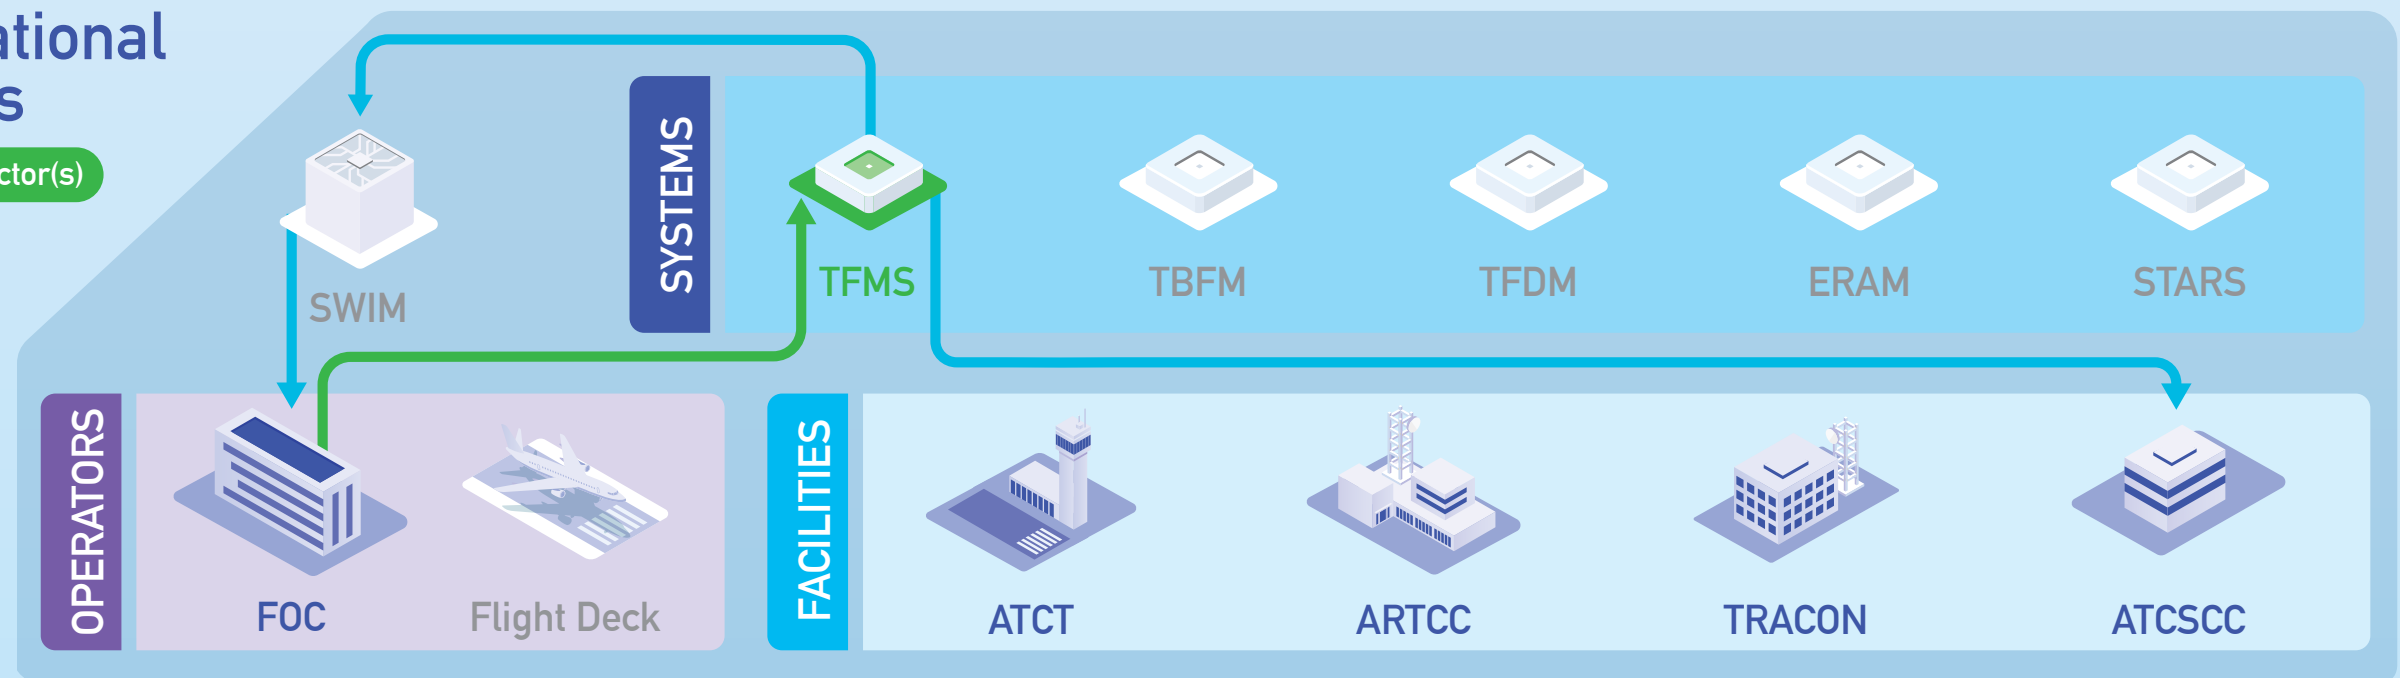 ational
s
ctor(s)
SYSTEMS
TFMS
TBFM
TFDM
ERAM
STARS
SWIM
OPERATORS
FOC
Flight Deck
FACILITIES
ATCT
ARTCC
TRACON
ATCSCC